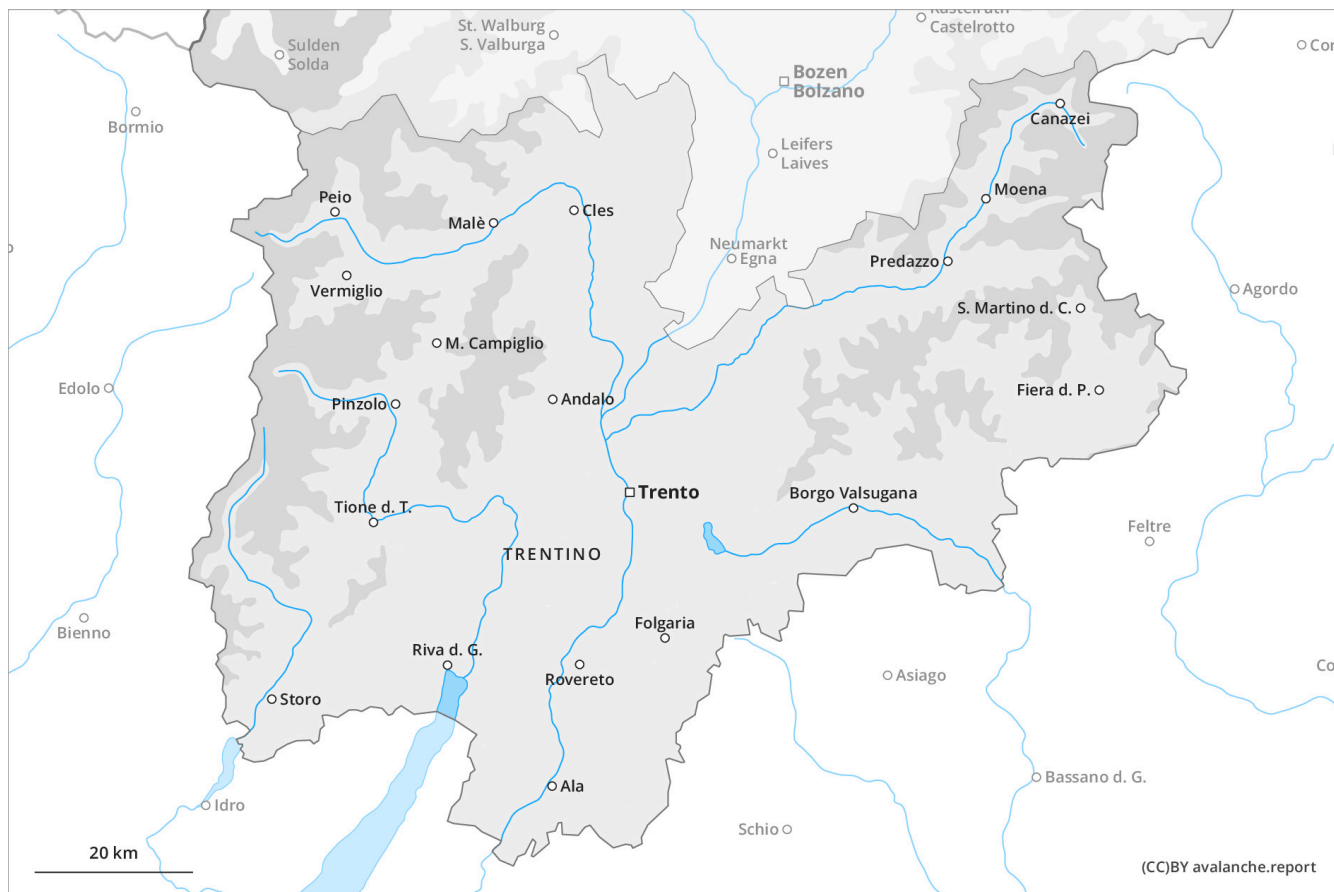 Kastelruth
Castelrotto
St. Walburg
S. Valburga
Sulden
Solda
Cor
Bozen
Bolzano
Bormio
Canazei
Leifers
Laives
Moena
Peio
Malè
Cles
Neumarkt
Egna
Predazzo
Vermiglio
Agordo
S. Martino d. C.
M. Campiglio
Edolo
Fiera d. P.
Pinzolo
Andalo
Trento
Borgo Valsugana
Tione d. T.
Feltre
TRENTINO
Bienno
Folgaria
Riva d. G.
Rovereto
Asiago
Co
Storo
Bassano d. G.
Ala
Idro
Schio
20 km
(CC)BY avalanche.report